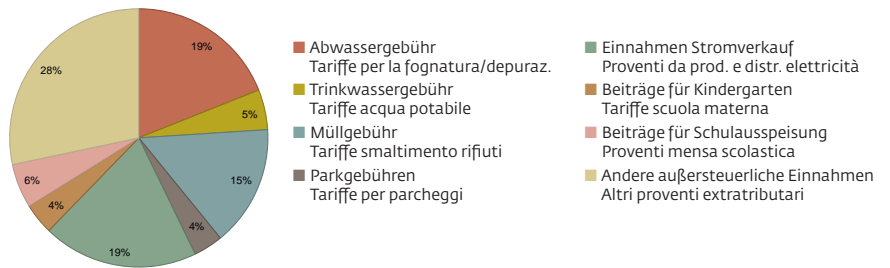 19%
5%
15%
4%
19%
4%
6%
28%
Abwassergebühr
Tariffe per la fognatura/depuraz.
Trinkwassergebühr
Tariffe acqua potabile
Müllgebühr
Tariffe smaltimento rifiuti
Parkgebühren
Tariffe per parcheggi
Einnahmen Stromverkauf
Proventi da prod. e distr. elettricità
Beiträge für Kindergarten
Tariffe scuola materna
Beiträge für Schulausspeisung
Proventi mensa scolastica
Andere außersteuerliche Einnahmen
Altri proventi extratributari